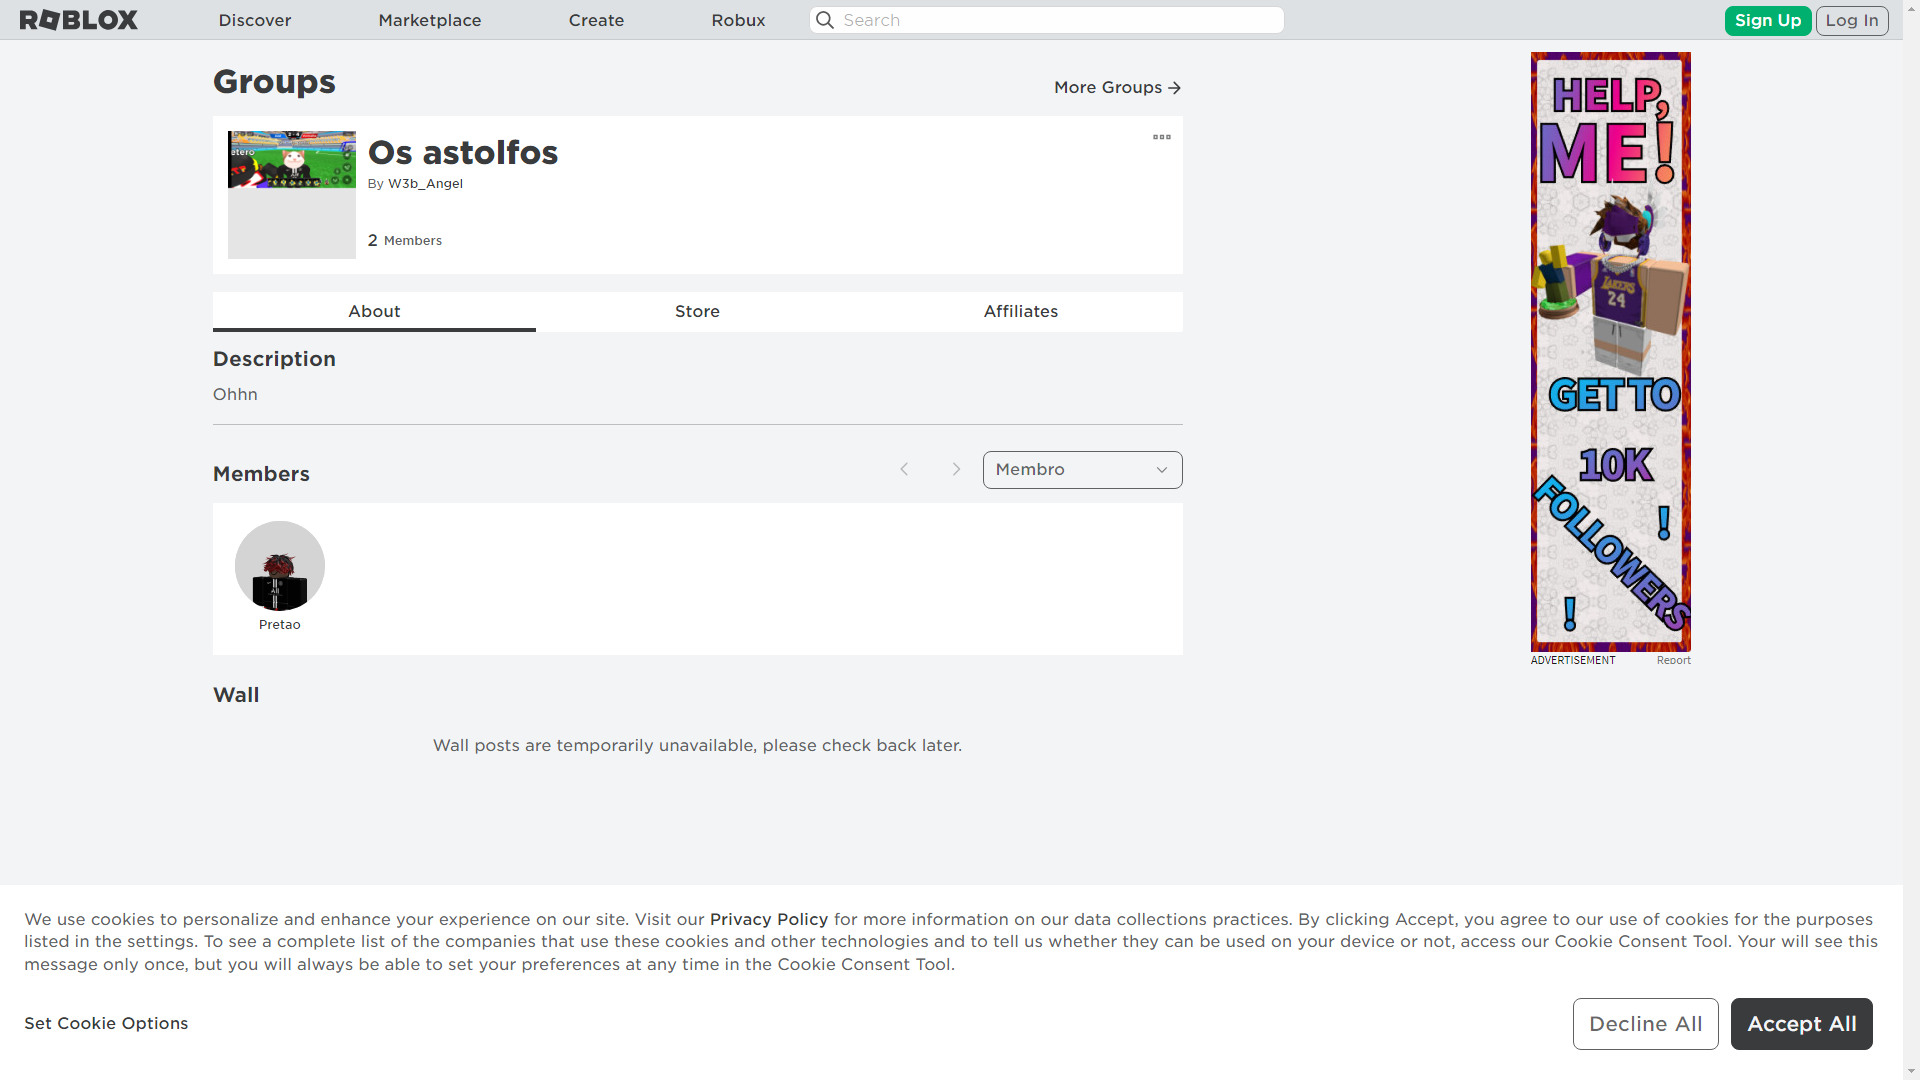 ROBLOX
Discover
Marketplace
Create
Robux
Search
Sign Up
Log In
Groups
More Groups
etero
Os astolfos
By W3b_Angel
2 Members
About
Store
Affiliates
Description
Ohhn
Members
Membro
Pretao
Wall
Wall posts are temporarily unavailable, please check back later.
HELP,
ME!
LAKERS
24
GET TO
10K
FOLLOWERS
!
!
ADVERTISEMENT
Report
We use cookies to personalize and enhance your experience on our site. Visit our Privacy Policy for more information on our data collections practices. By clicking Accept, you agree to our use of cookies for the purposes
listed in the settings. To see a complete list of the companies that use these cookies and other technologies and to tell us whether they can be used on your device or not, access our Cookie Consent Tool. Your will see this
message only once, but you will always be able to set your preferences at any time in the Cookie Consent Tool.
Set Cookie Options
Decline All
Accept All